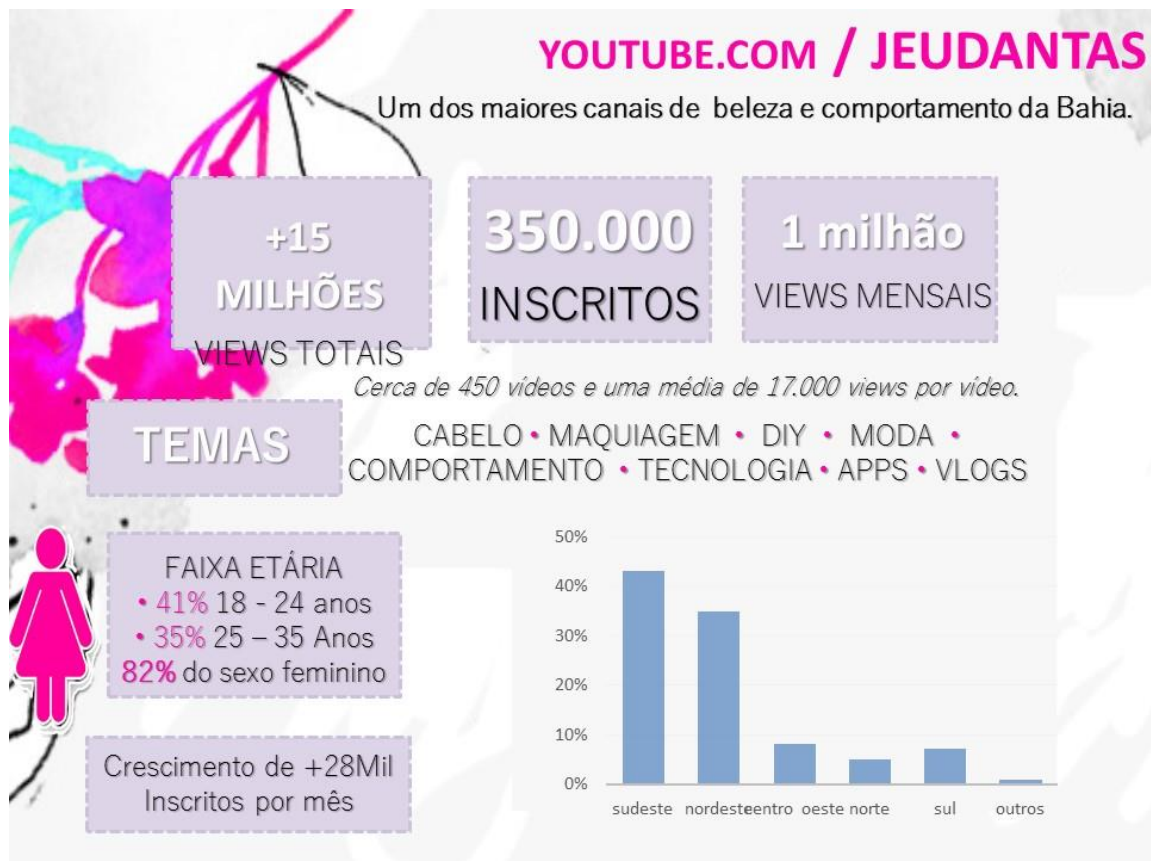 YOUTUBE.COM / JEUDANTAS
Um dos maiores canais de beleza e comportamento da Bahia.
+15
MILHÕES
VIEWS TOTAIS
350.000
INSCRITOS
1 milhão
VIEWS MENSAIS
Cerca de 450 vídeos e uma média de 17.000 views por vídeo.
TEMAS
CABELO • MAQUIAGEM • DIY • MODA •
COMPORTAMENTO • TECNOLOGIA • APPS • VLOGS
FAIXA ETÁRIA
• 41% 18 - 24 anos
• 35% 25 – 35 Anos
82% do sexo feminino
Crescimento de +28Mil
Inscritos por mês
50%
40%
30%
20%
10%
0%
sudeste nordeste centro oeste norte sul outros